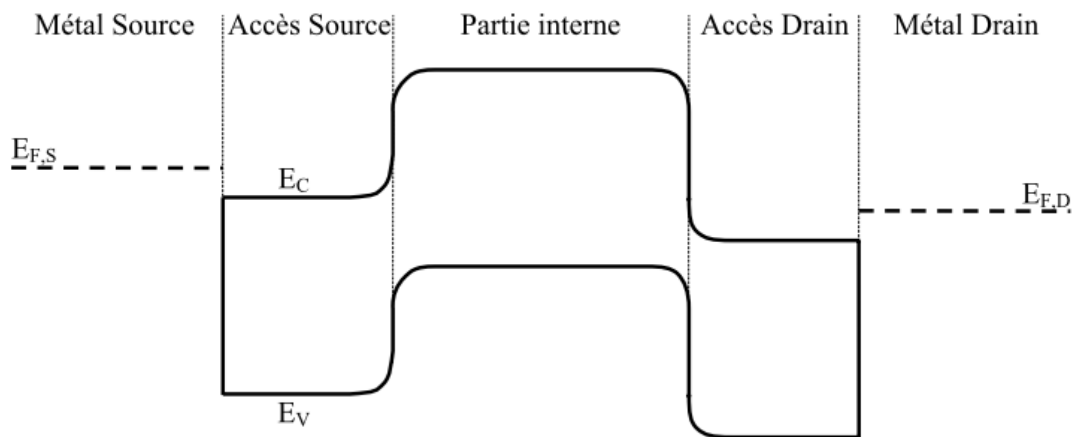 Métal Source Accès Source Partie interne Accès Drain Métal Drain
E_F,S
E_C
E_F,D
E_V